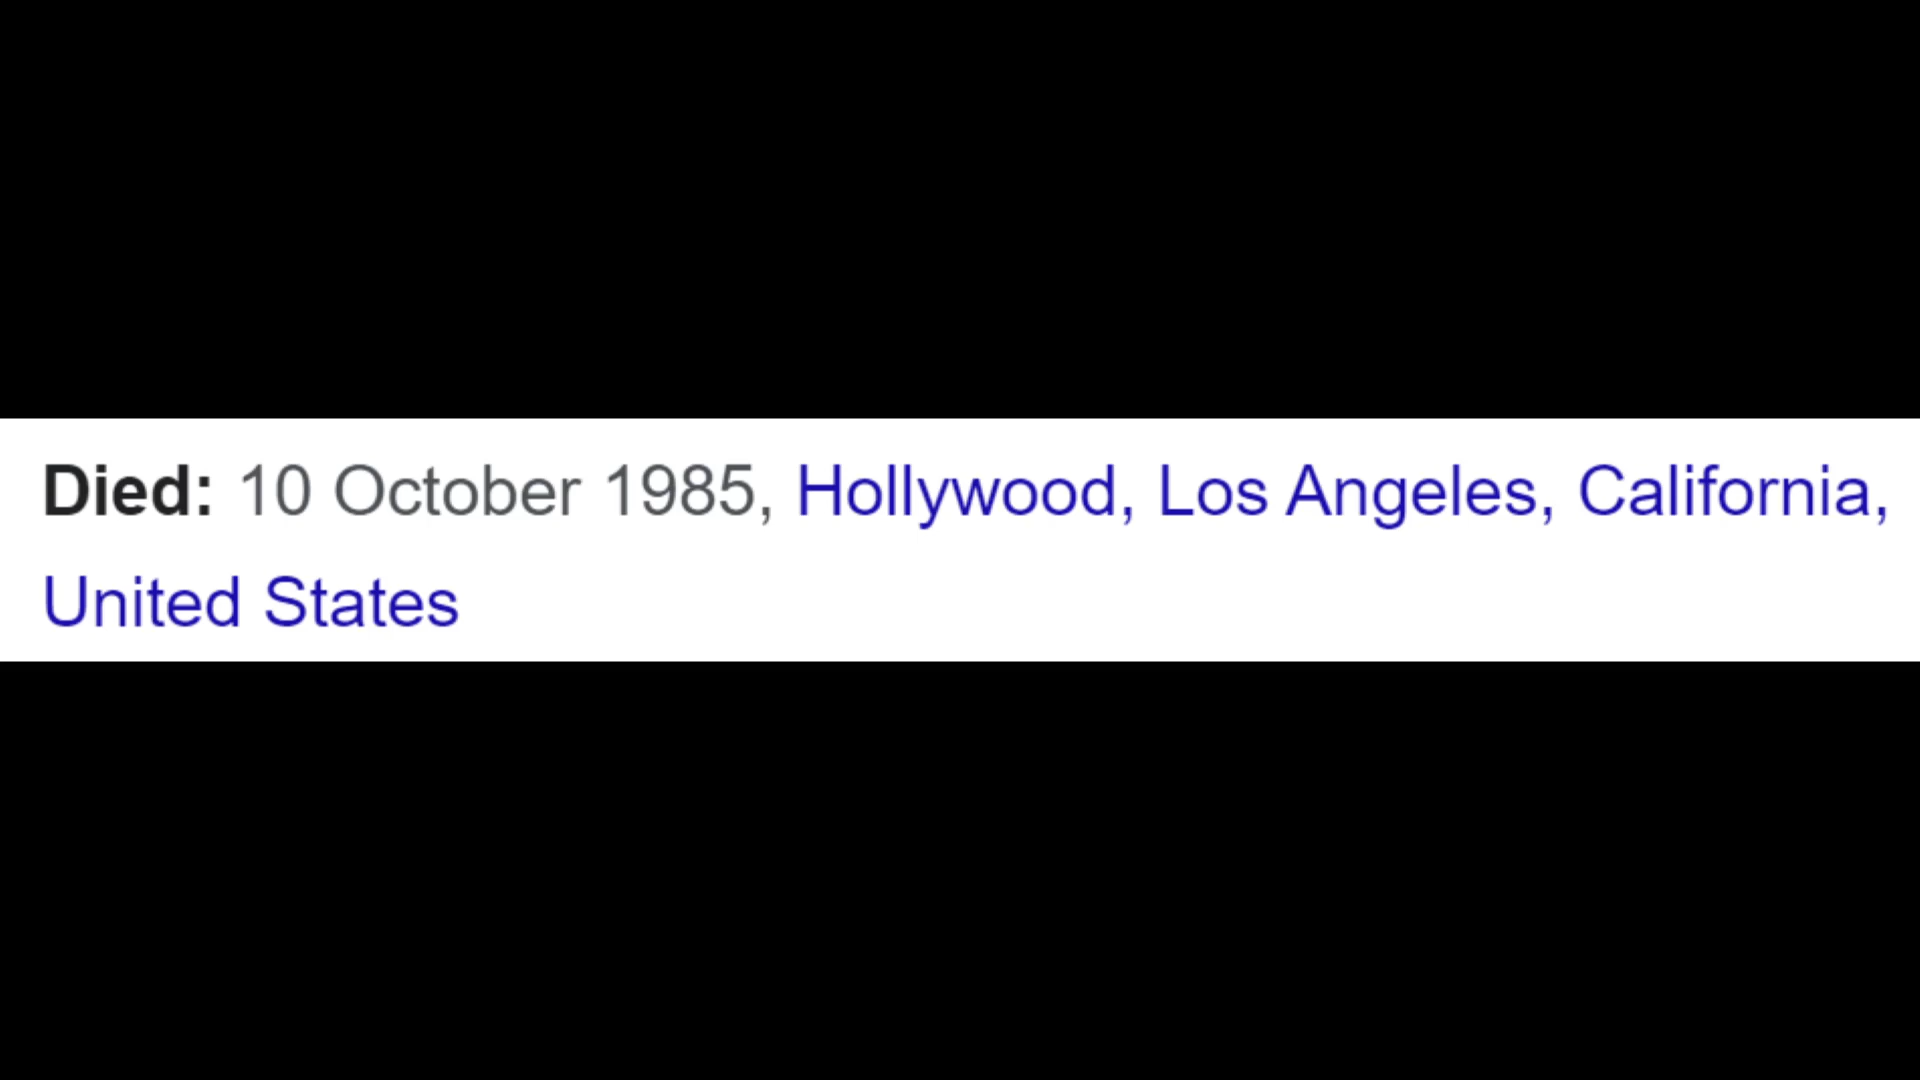 Died: 10 October 1985, Hollywood, Los Angeles, California,
United States